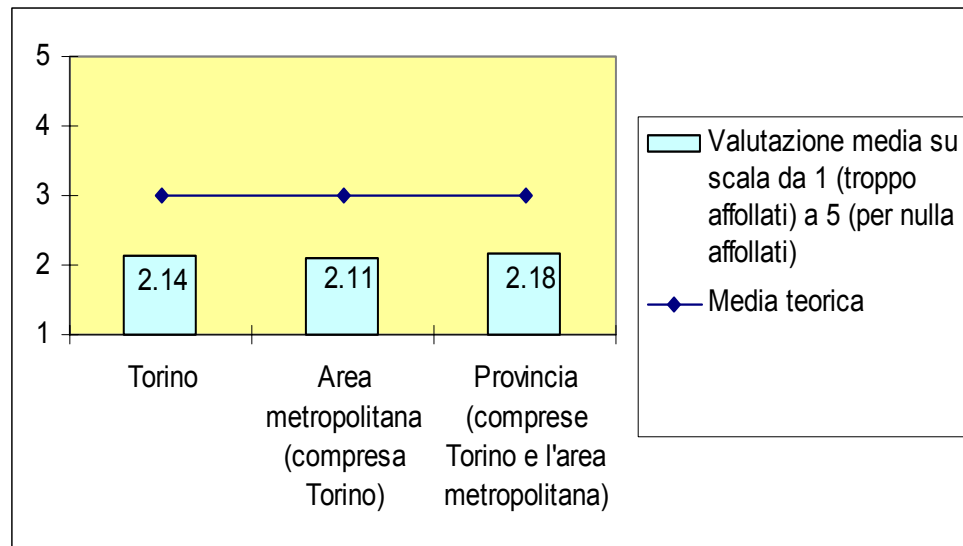 5
4
3
2
1
2.14
2.11
2.18
Torino
Area
metropolitana
(compresa
Torino)
Provincia
(comprese
Torino e l'area
metropolitana)
Valutazione media su
scala da 1 (troppo
affollati) a 5 (per nulla
affollati)
Media teorica